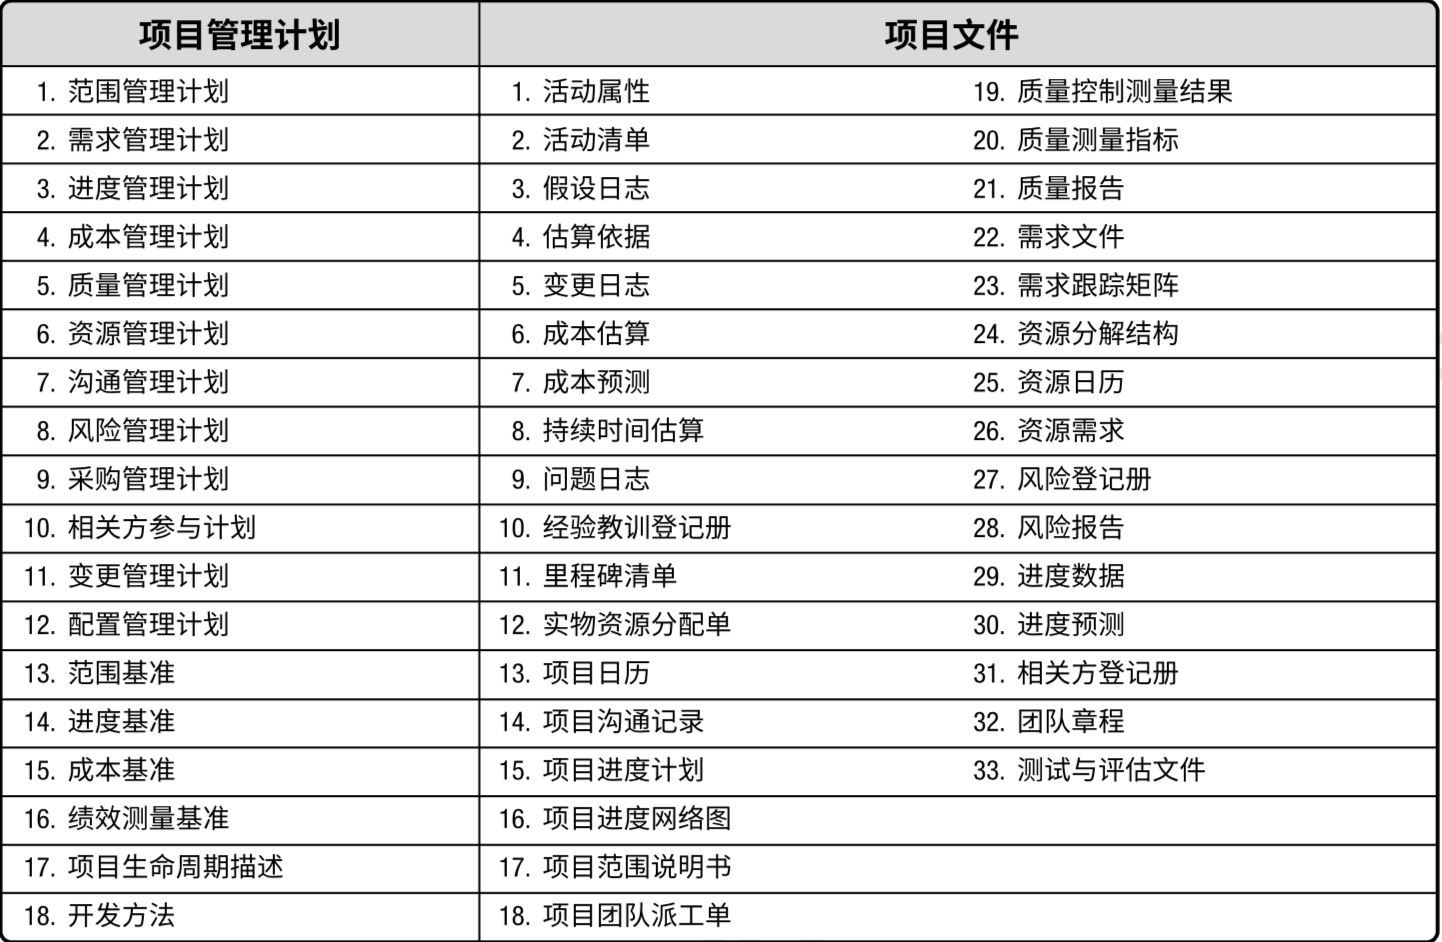 项目管理计划 项目文件
1. 范围管理计划 1. 活动属性 19. 质量控制测量结果
2. 需求管理计划 2. 活动清单 20. 质量测量指标
3. 进度管理计划 3. 假设日志 21. 质量报告
4. 成本管理计划 4. 估算依据 22. 需求文件
5. 质量管理计划 5. 变更日志 23. 需求跟踪矩阵
6. 资源管理计划 6. 成本估算 24. 资源分解结构
7. 沟通管理计划 7. 成本预测 25. 资源日历
8. 风险管理计划 8. 持续时间估算 26. 资源需求
9. 采购管理计划 9. 问题日志 27. 风险登记册
10. 相关方参与计划 10. 经验教训登记册 28. 风险报告
11. 变更管理计划 11. 里程碑清单 29. 进度数据
12. 配置管理计划 12. 实物资源分配单 30. 进度预测
13. 范围基准 13. 项目日历 31. 相关方登记册
14. 进度基准 14. 项目沟通记录 32. 团队章程
15. 成本基准 15. 项目进度计划 33. 测试与评估文件
16. 绩效测量基准 16. 项目进度网络图
17. 项目生命周期描述 17. 项目范围说明书
18. 开发方法 18. 项目团队派工单